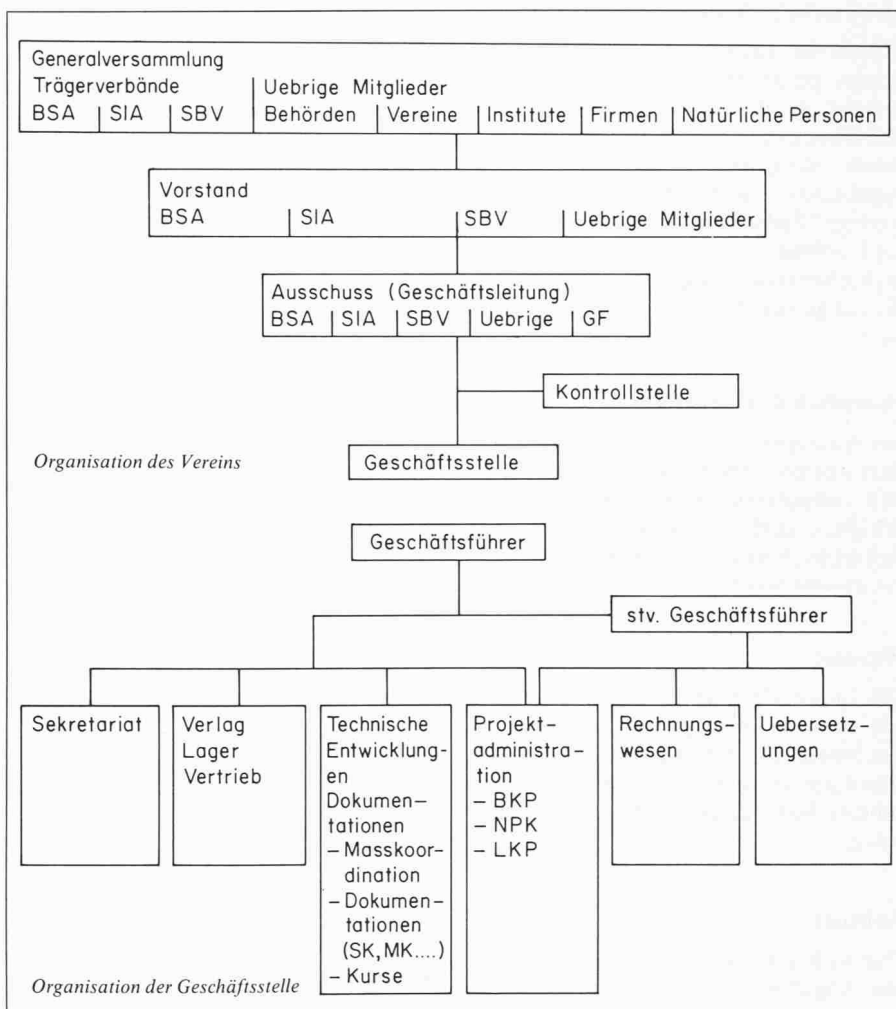 Generalversammlung
Trägerverbände Uebrige Mitglieder
BSA SIA SBV Behörden Vereine Institute Firmen Natürliche Personen
Vorstand
BSA SIA SBV Uebrige Mitglieder
Ausschuss (Geschäftsleitung)
BSA SIA SBV Uebrige GF
Kontrollstelle
Organisation des Vereins
Geschäftsstelle
Geschäftsführer
stv. Geschäftsführer
Sekretariat
Verlag
Lager
Vertrieb
Technische
Entwicklung-
en
Dokumen-
tationen
– Masskoor-
dination
– Dokumen-
tationen
(SK, MK....)
– Kurse
Projekt-
administra-
tion
– BKP
– NPK
– LKP
Rechnungs-
wesen
Uebersetz-
ungen
Organisation der Geschäftsstelle